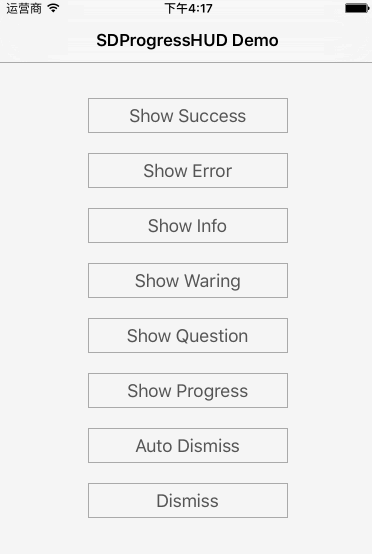 运营商 下午4:17
SDProgressHUD Demo
Show Success
Show Error
Show Info
Show Waring
Show Question
Show Progress
Auto Dismiss
Dismiss